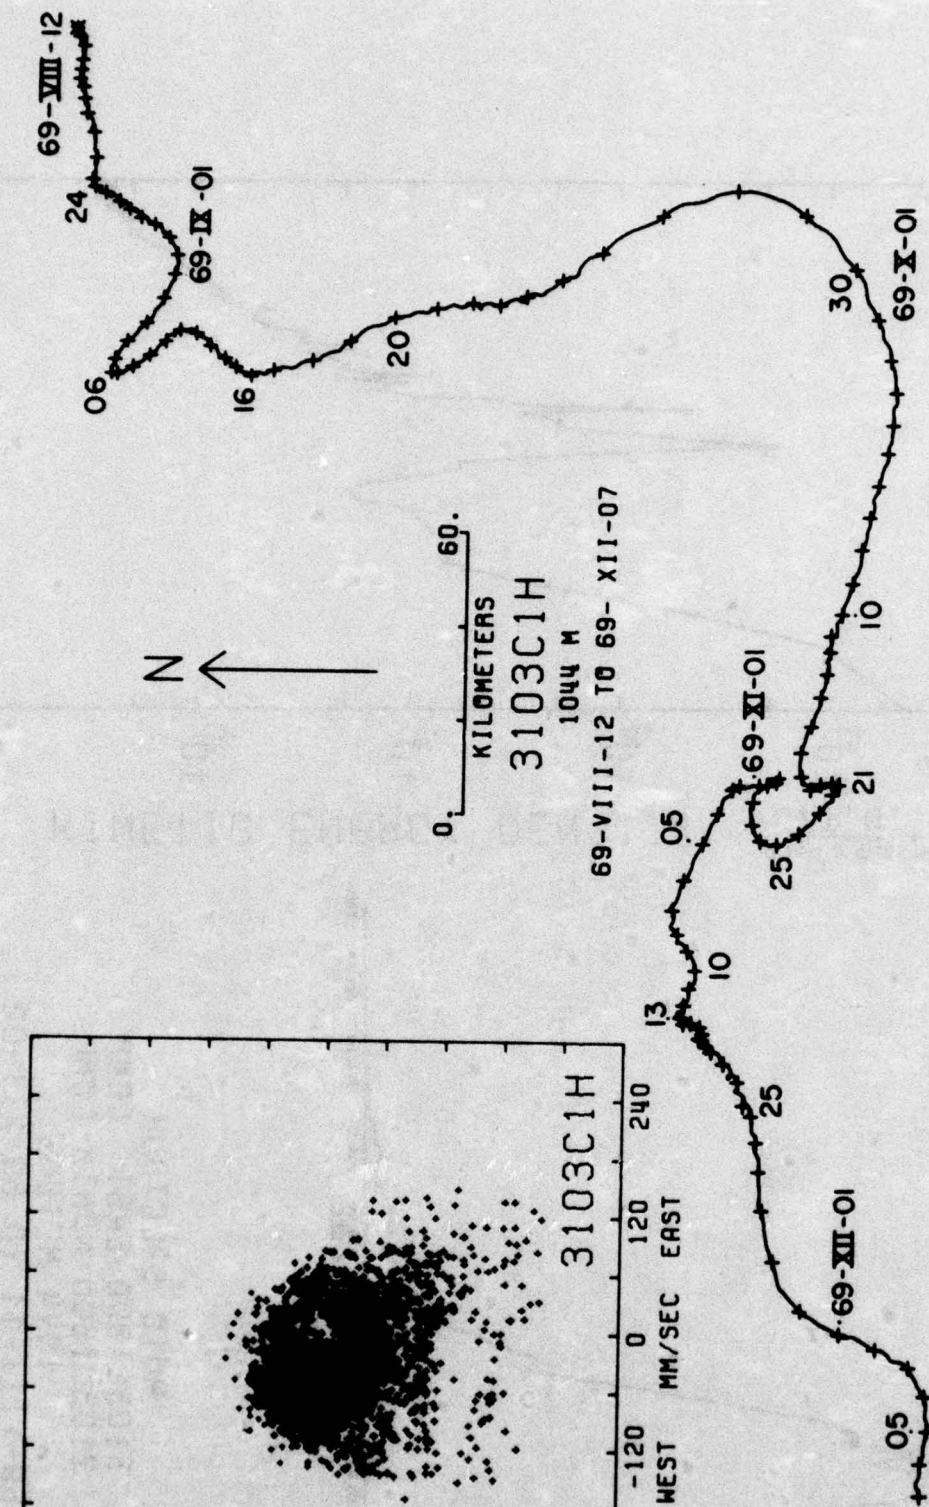 69-VIII-12
24
69-IX-01
06
16
20
30
69-X-01
N
0. 60.
KILOMETERS
3103C1H
1044 M
69-VIII-12 TO 69- XII-07
10
21
25
69-XI-01
05
10
13
25
69-XII-01
05
3103C1H
-120 0 120 240
WEST MM/SEC EAST